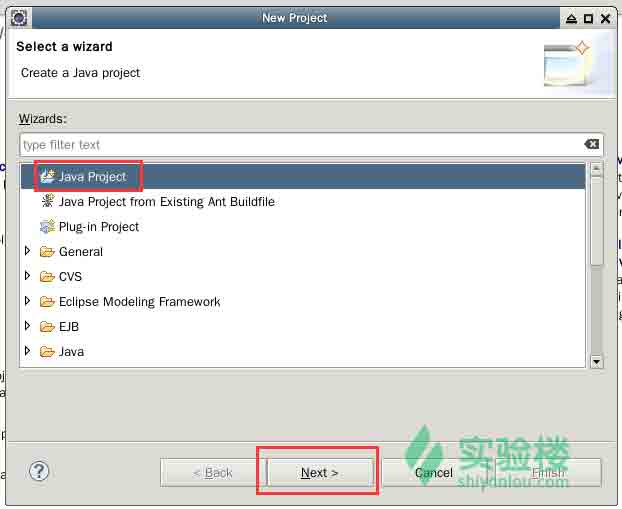 New Project
Select a wizard
Create a Java project
Wizards:
type filter text
Java Project
Java Project from Existing Ant Buildfile
Plug-in Project
General
CVS
Eclipse Modeling Framework
EJB
Java
< Back Next > Cancel Finish
实验楼
shiyanlou.com